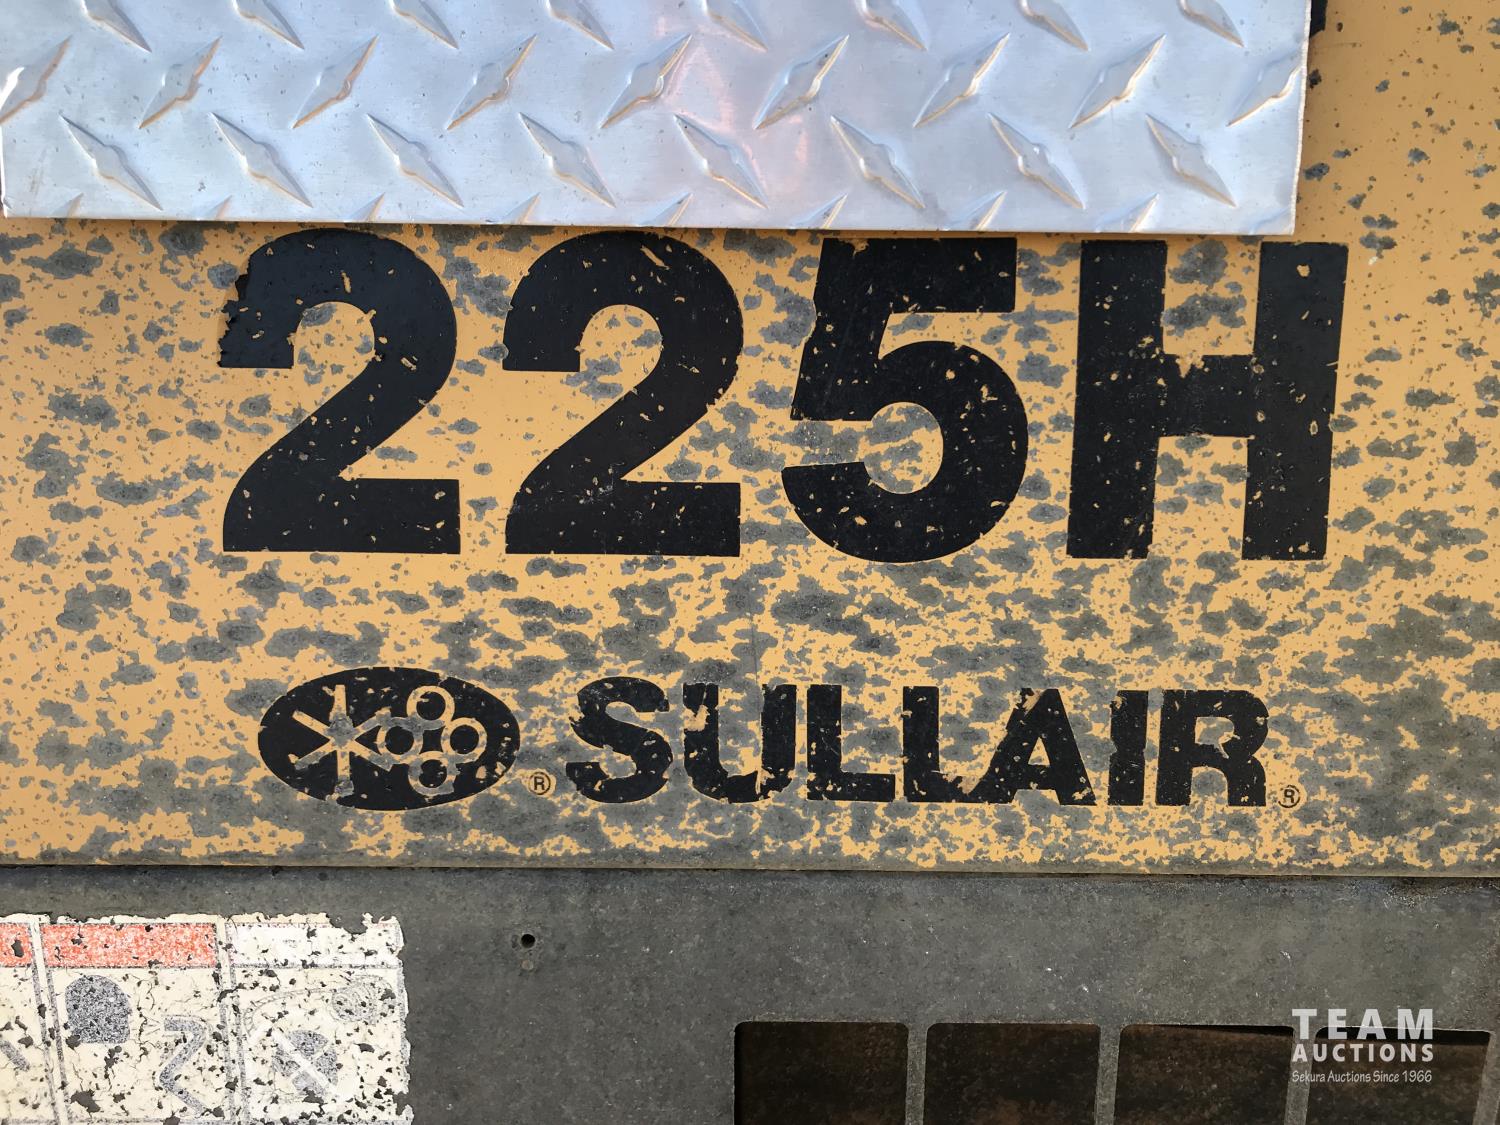 225H
® SULLAIR®
TEAM
AUCTIONS
Sekura Auctions Since 1966